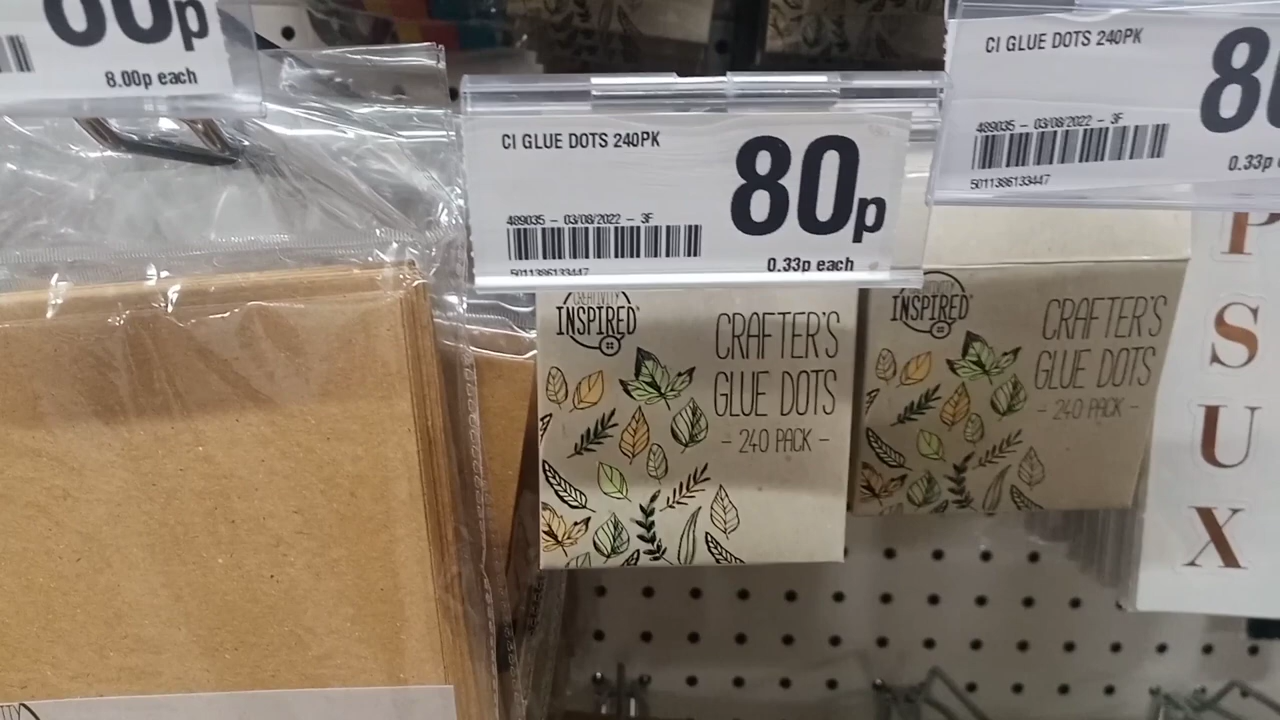 80p
8.00p each
CI GLUE DOTS 240PK
80p
489035 - 03/08/2022 - 3F
5011386133447
0.33p each
CI GLUE DOTS 240PK
489035 - 03/08/2022 - 3F
5011386133447
0.33p
CREATIVITY
INSPIRED
CRAFTER'S
GLUE DOTS
- 240 PACK -
INSPIRED
CRAFTER'S
GLUE DOTS
- 240 PACK -
P
S
U
X